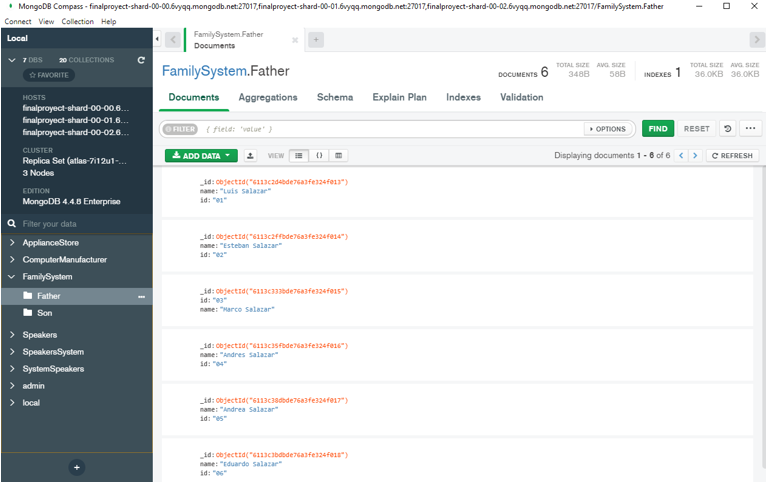 MongoDB Compass - finalproyect-shard-00-00.6vyqq.mongodb.net:27017,finalproyect-shard-00-01.6vyqq.mongodb.net:27017,finalproyect-shard-00-02.6vyqq.mongodb.net:27017/FamilySystem.Father
Connect View Collection Help
Local
7 DBS 20 COLLECTIONS
FAVORITE
HOSTS
finalproyect-shard-00-00.6...
finalproyect-shard-00-01.6...
finalproyect-shard-00-02.6...
CLUSTER
Replica Set (atlas-7i12u1-...
3 Nodes
EDITION
MongoDB 4.4.8 Enterprise
Filter your data
ApplianceStore
ComputerManufacturer
FamilySystem
Father
Son
Speakers
SpeakersSystem
SystemSpeakers
admin
local
FamilySystem.Father
Documents
FamilySystem.Father
DOCUMENTS 6 TOTAL SIZE 348B AVG. SIZE 58B INDEXES 1 TOTAL SIZE 36.0KB AVG. SIZE 36.0KB
Documents Aggregations Schema Explain Plan Indexes Validation
FILTER { field: 'value' } OPTIONS FIND RESET
ADD DATA VIEW {} Displaying documents 1 - 6 of 6 REFRESH
_id:ObjectId("6113c2d4bde76a3fe324f013")
name:"Luis Salazar"
id:"01"
_id:ObjectId("6113c2ffbde76a3fe324f014")
name:"Esteban Salazar"
id:"02"
_id:ObjectId("6113c333bde76a3fe324f015")
id:"03"
name:"Marco Salazar"
_id:ObjectId("6113c35fbde76a3fe324f016")
name:"Andres Salazar"
id:"04"
_id:ObjectId("6113c38dbde76a3fe324f017")
name:"Andrea Salazar"
id:"05"
_id:ObjectId("6113c3bdbde76a3fe324f018")
name:"Eduardo Salazar"
id:"06"